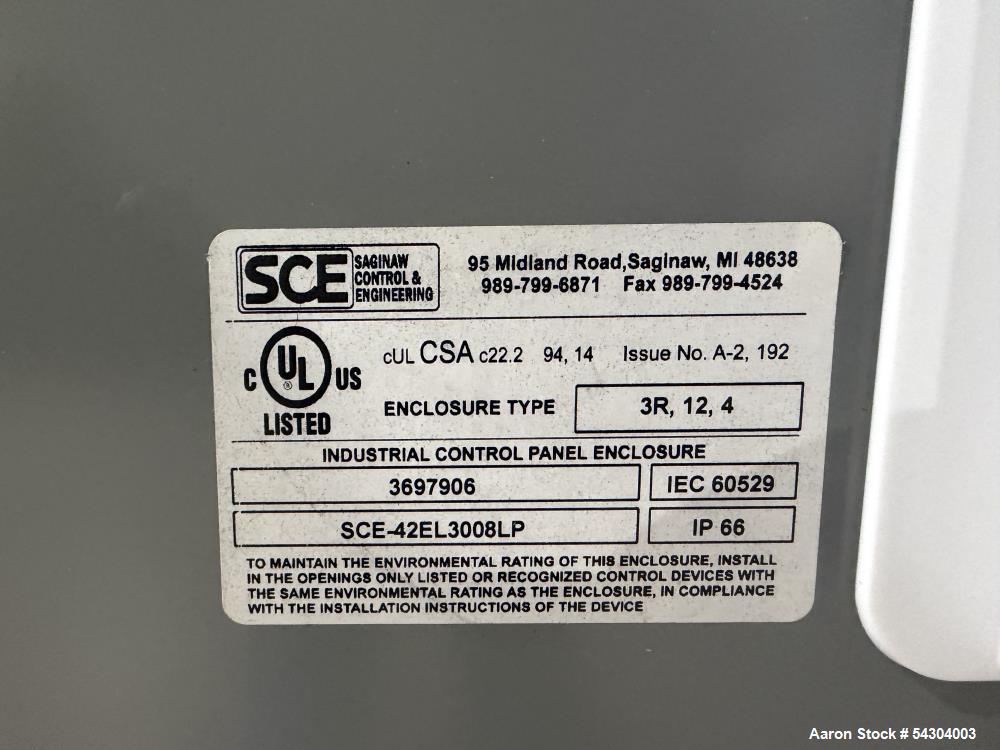 SCE SAGINAW CONTROL & ENGINEERING
95 Midland Road,Saginaw, MI 48638
989-799-6871 Fax 989-799-4524
C UL ® US
LISTED
cUL CSA c22.2 94, 14 Issue No. A-2, 192
ENCLOSURE TYPE 3R, 12, 4
INDUSTRIAL CONTROL PANEL ENCLOSURE
3697906 IEC 60529
SCE-42EL3008LP IP 66
TO MAINTAIN THE ENVIRONMENTAL RATING OF THIS ENCLOSURE, INSTALL
IN THE OPENINGS ONLY LISTED OR RECOGNIZED CONTROL DEVICES WITH
THE SAME ENVIRONMENTAL RATING AS THE ENCLOSURE, IN COMPLIANCE
WITH THE INSTALLATION INSTRUCTIONS OF THE DEVICE
Aaron Stock # 54304003